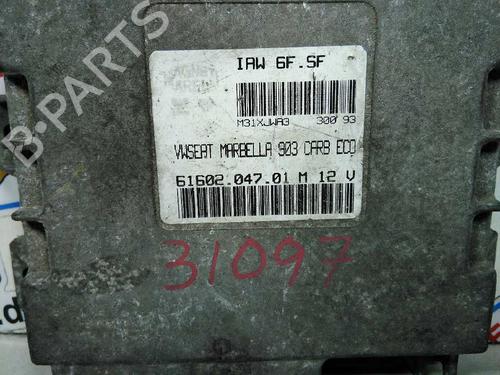 B-PARTS
IAW 6F.SF
M31XJWA3 300 93
VWSEAT MARBELLA 903 CARB ECO
61602.047.01 M 12 V
31097